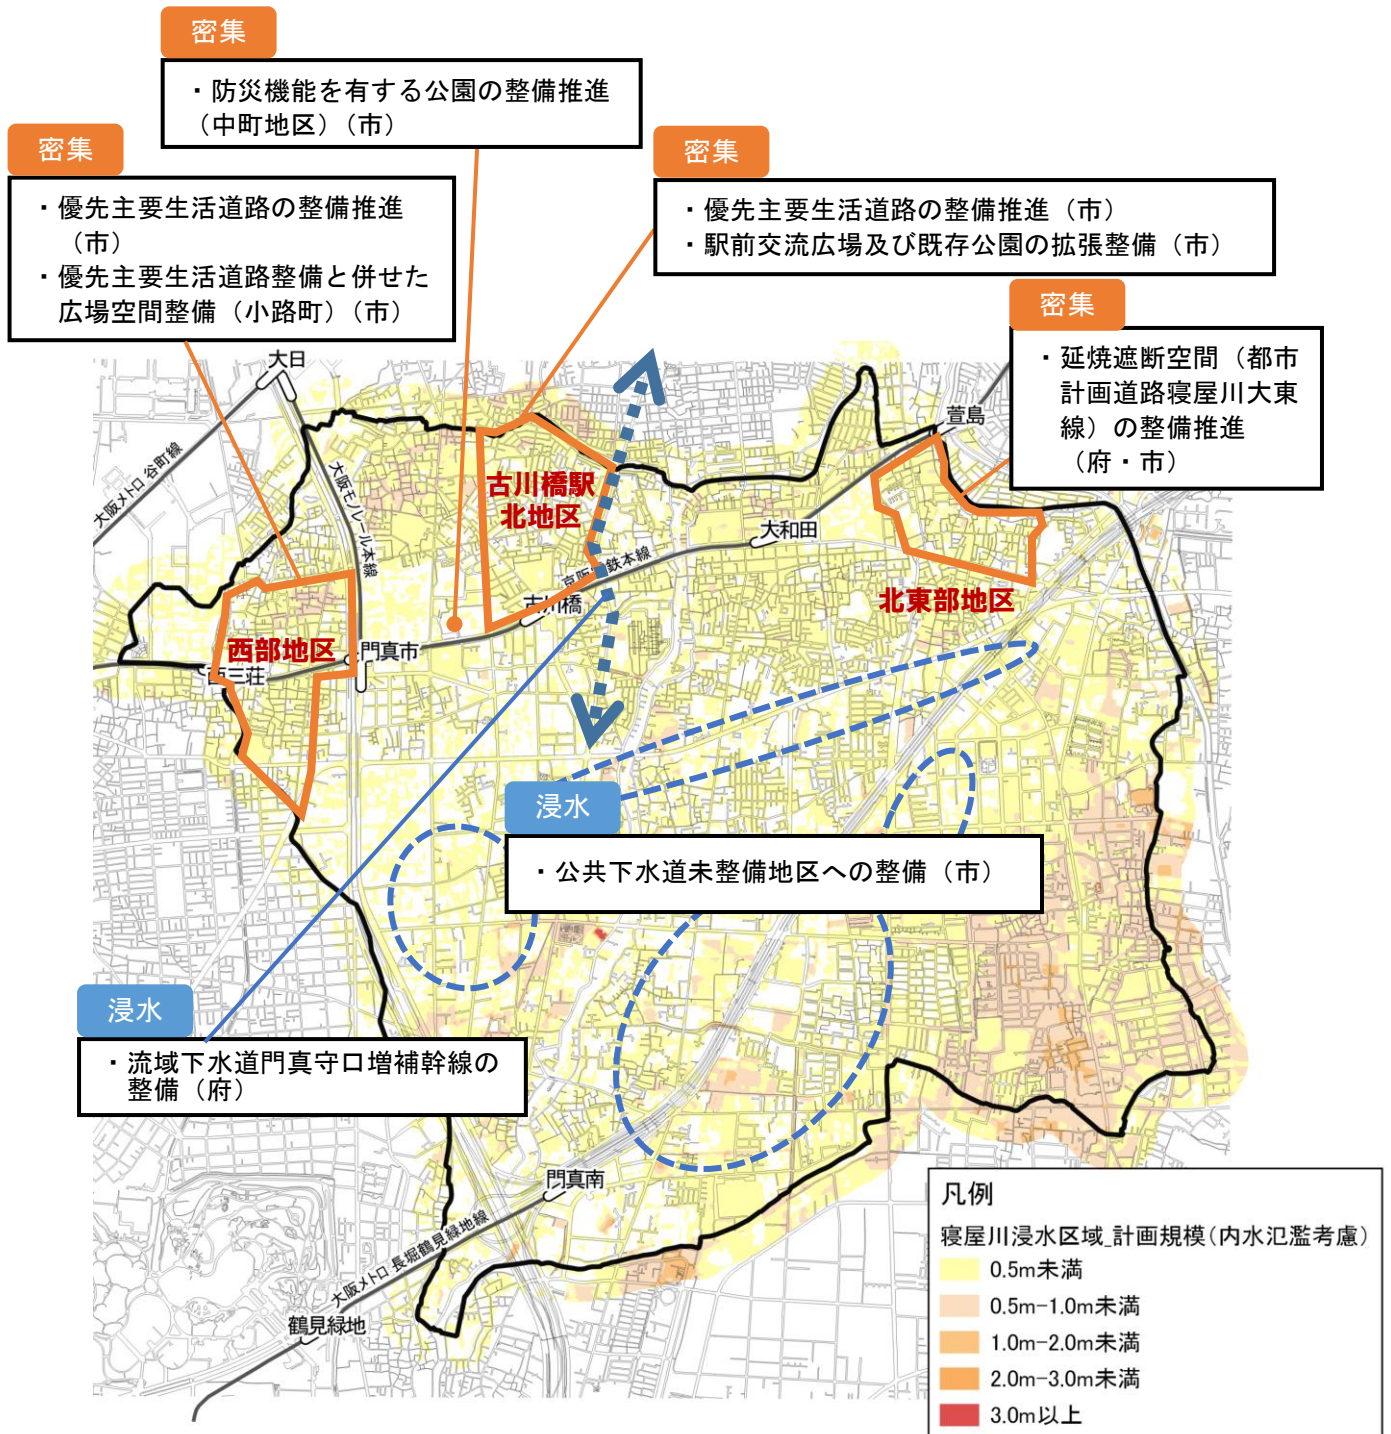 密集
・防災機能を有する公園の整備推進
（中町地区）（市）
密集
・優先主要生活道路の整備推進
（市）
・優先主要生活道路整備と併せた
広場空間整備（小路町）（市）
密集
・優先主要生活道路の整備推進（市）
・駅前交流広場及び既存公園の拡張整備（市）
密集
・延焼遮断空間（都市
計画道路寝屋川大東
線）の整備推進
（府・市）
大日
萱島
大阪メトロ 谷町線
大阪モノレール本線
古川橋駅
北地区
大和田
京阪電鉄本線
古川橋
北東部地区
西部地区
門真市
西三荘
浸水
・公共下水道未整備地区への整備（市）
浸水
・流域下水道門真守口増補幹線の
整備（府）
門真南
大阪メトロ 長堀鶴見緑地線
鶴見緑地
凡例
寝屋川浸水区域_計画規模（内水氾濫考慮）
0.5m未満
0.5m-1.0m未満
1.0m-2.0m未満
2.0m-3.0m未満
3.0m以上